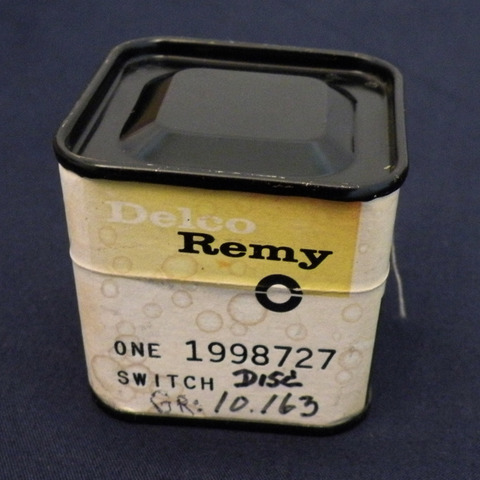 Delco
Remy
ONE 1998727
SWITCH DISC
GR: 10.163